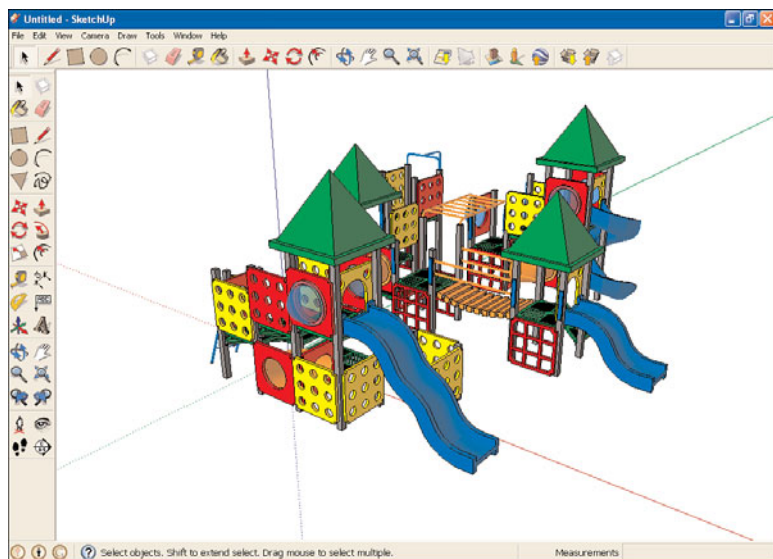 Untitled - SketchUp
File Edit View Camera Draw Tools Window Help
Select objects. Shift to extend select. Drag mouse to select multiple. Measurements